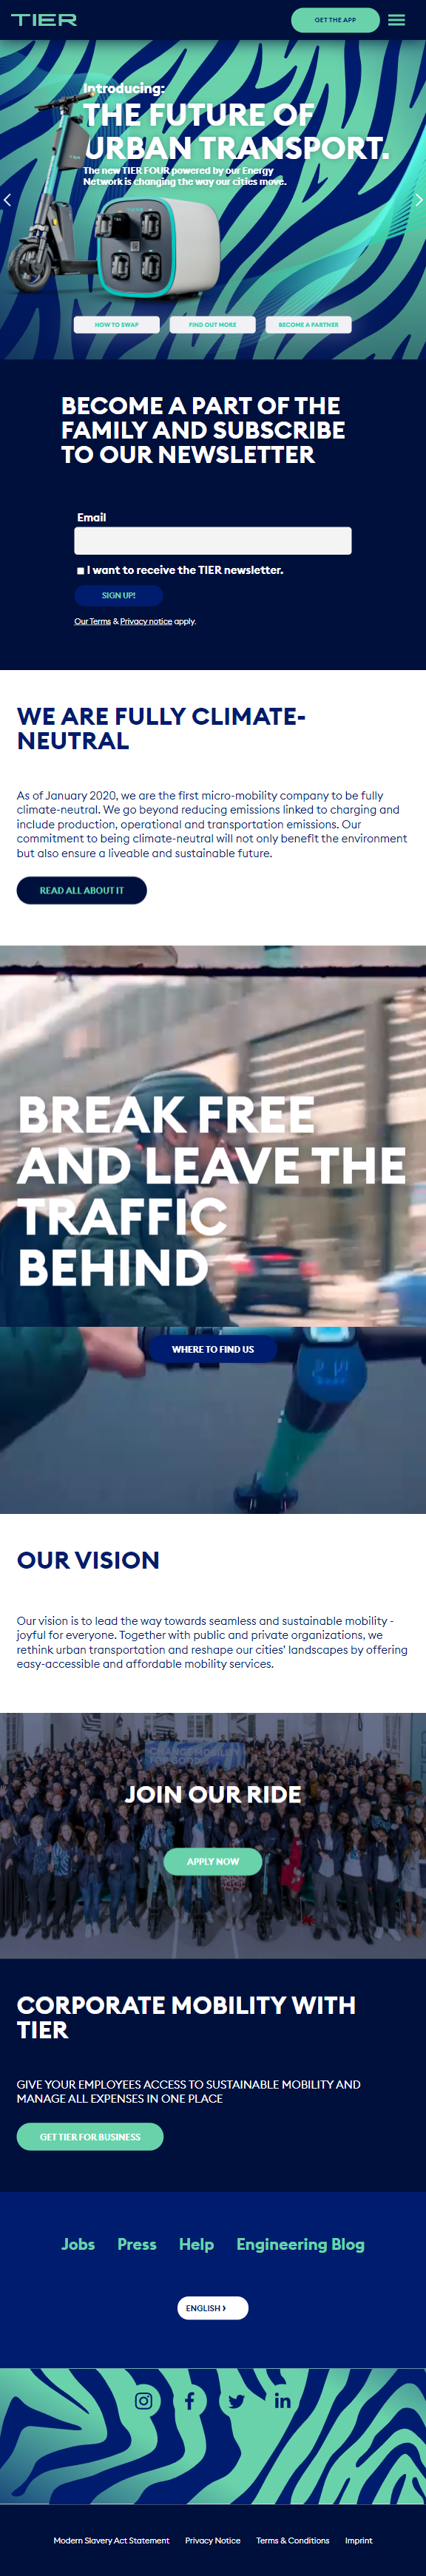 TIER
GET THE APP
Introducing:
THE FUTURE OF
URBAN TRANSPORT.
The new TIER FOUR powered by our Energy
Network is changing the way our cities move.
HOW TO SWAP
FIND OUT MORE
BECOME A PARTNER
BECOME A PART OF THE
FAMILY AND SUBSCRIBE
TO OUR NEWSLETTER
Email
I want to receive the TIER newsletter.
SIGN UP!
Our Terms & Privacy notice apply.
WE ARE FULLY CLIMATE-
NEUTRAL
As of January 2020, we are the first micro-mobility company to be fully
climate-neutral. We go beyond reducing emissions linked to charging and
include production, operational and transportation emissions. Our
commitment to being climate-neutral will not only benefit the environment
but also ensure a liveable and sustainable future.
READ ALL ABOUT IT
BREAK FREE
AND LEAVE THE
TRAFFIC
BEHIND
WHERE TO FIND US
OUR VISION
Our vision is to lead the way towards seamless and sustainable mobility -
joyful for everyone. Together with public and private organizations, we
rethink urban transportation and reshape our cities' landscapes by offering
easy-accessible and affordable mobility services.
CHANGE MOBILITY
JOIN OUR RIDE
APPLY NOW
CORPORATE MOBILITY WITH
TIER
GIVE YOUR EMPLOYEES ACCESS TO SUSTAINABLE MOBILITY AND
MANAGE ALL EXPENSES IN ONE PLACE
GET TIER FOR BUSINESS
Jobs Press Help Engineering Blog
ENGLISH ›
Modern Slavery Act Statement Privacy Notice Terms & Conditions Imprint